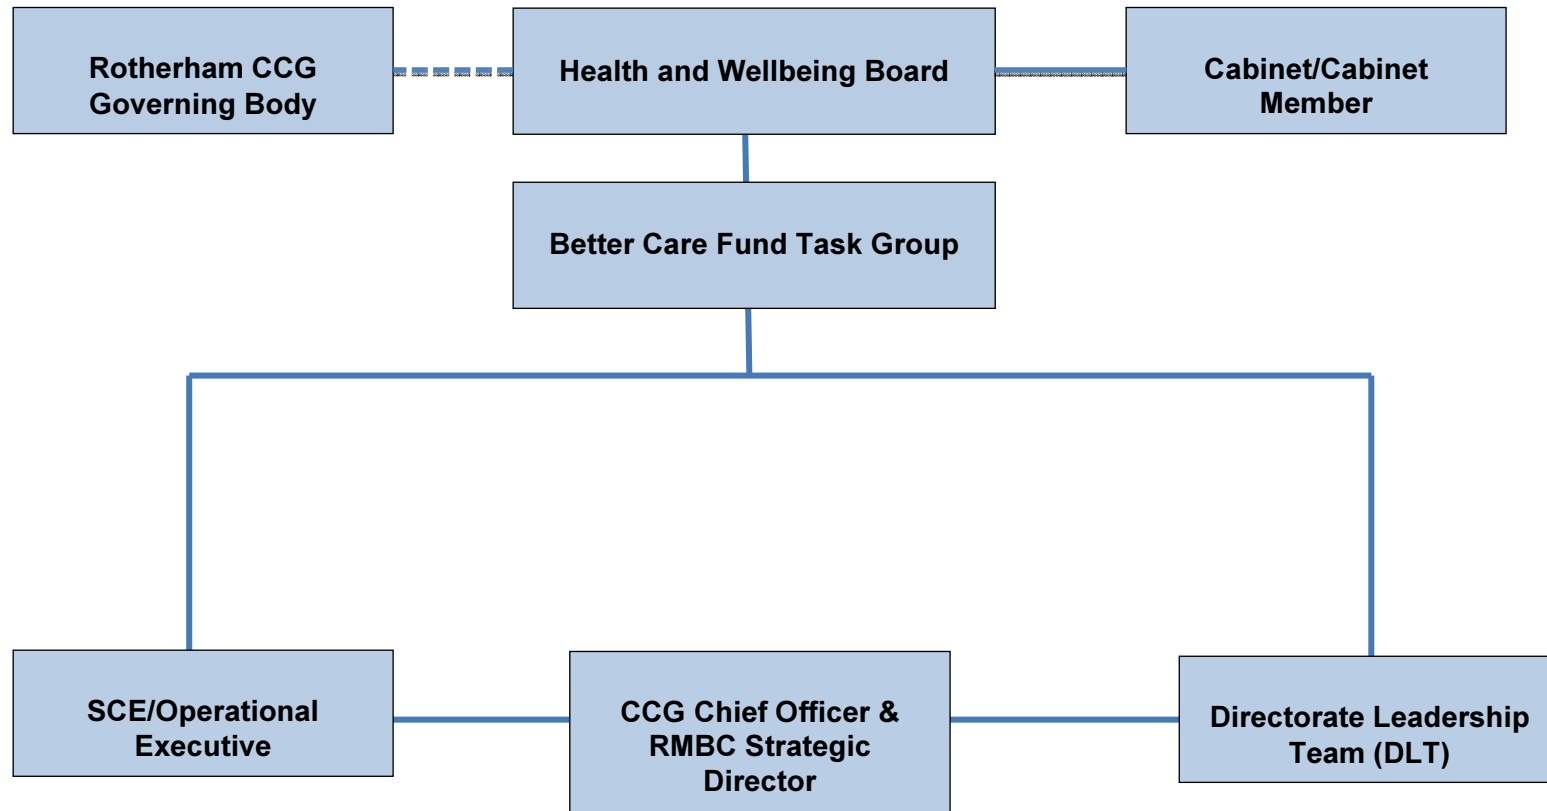 Rotherham CCG
Governing Body
Health and Wellbeing Board
Cabinet/Cabinet
Member
Better Care Fund Task Group
SCE/Operational
Executive
CCG Chief Officer &
RMBC Strategic
Director
Directorate Leadership
Team (DLT)